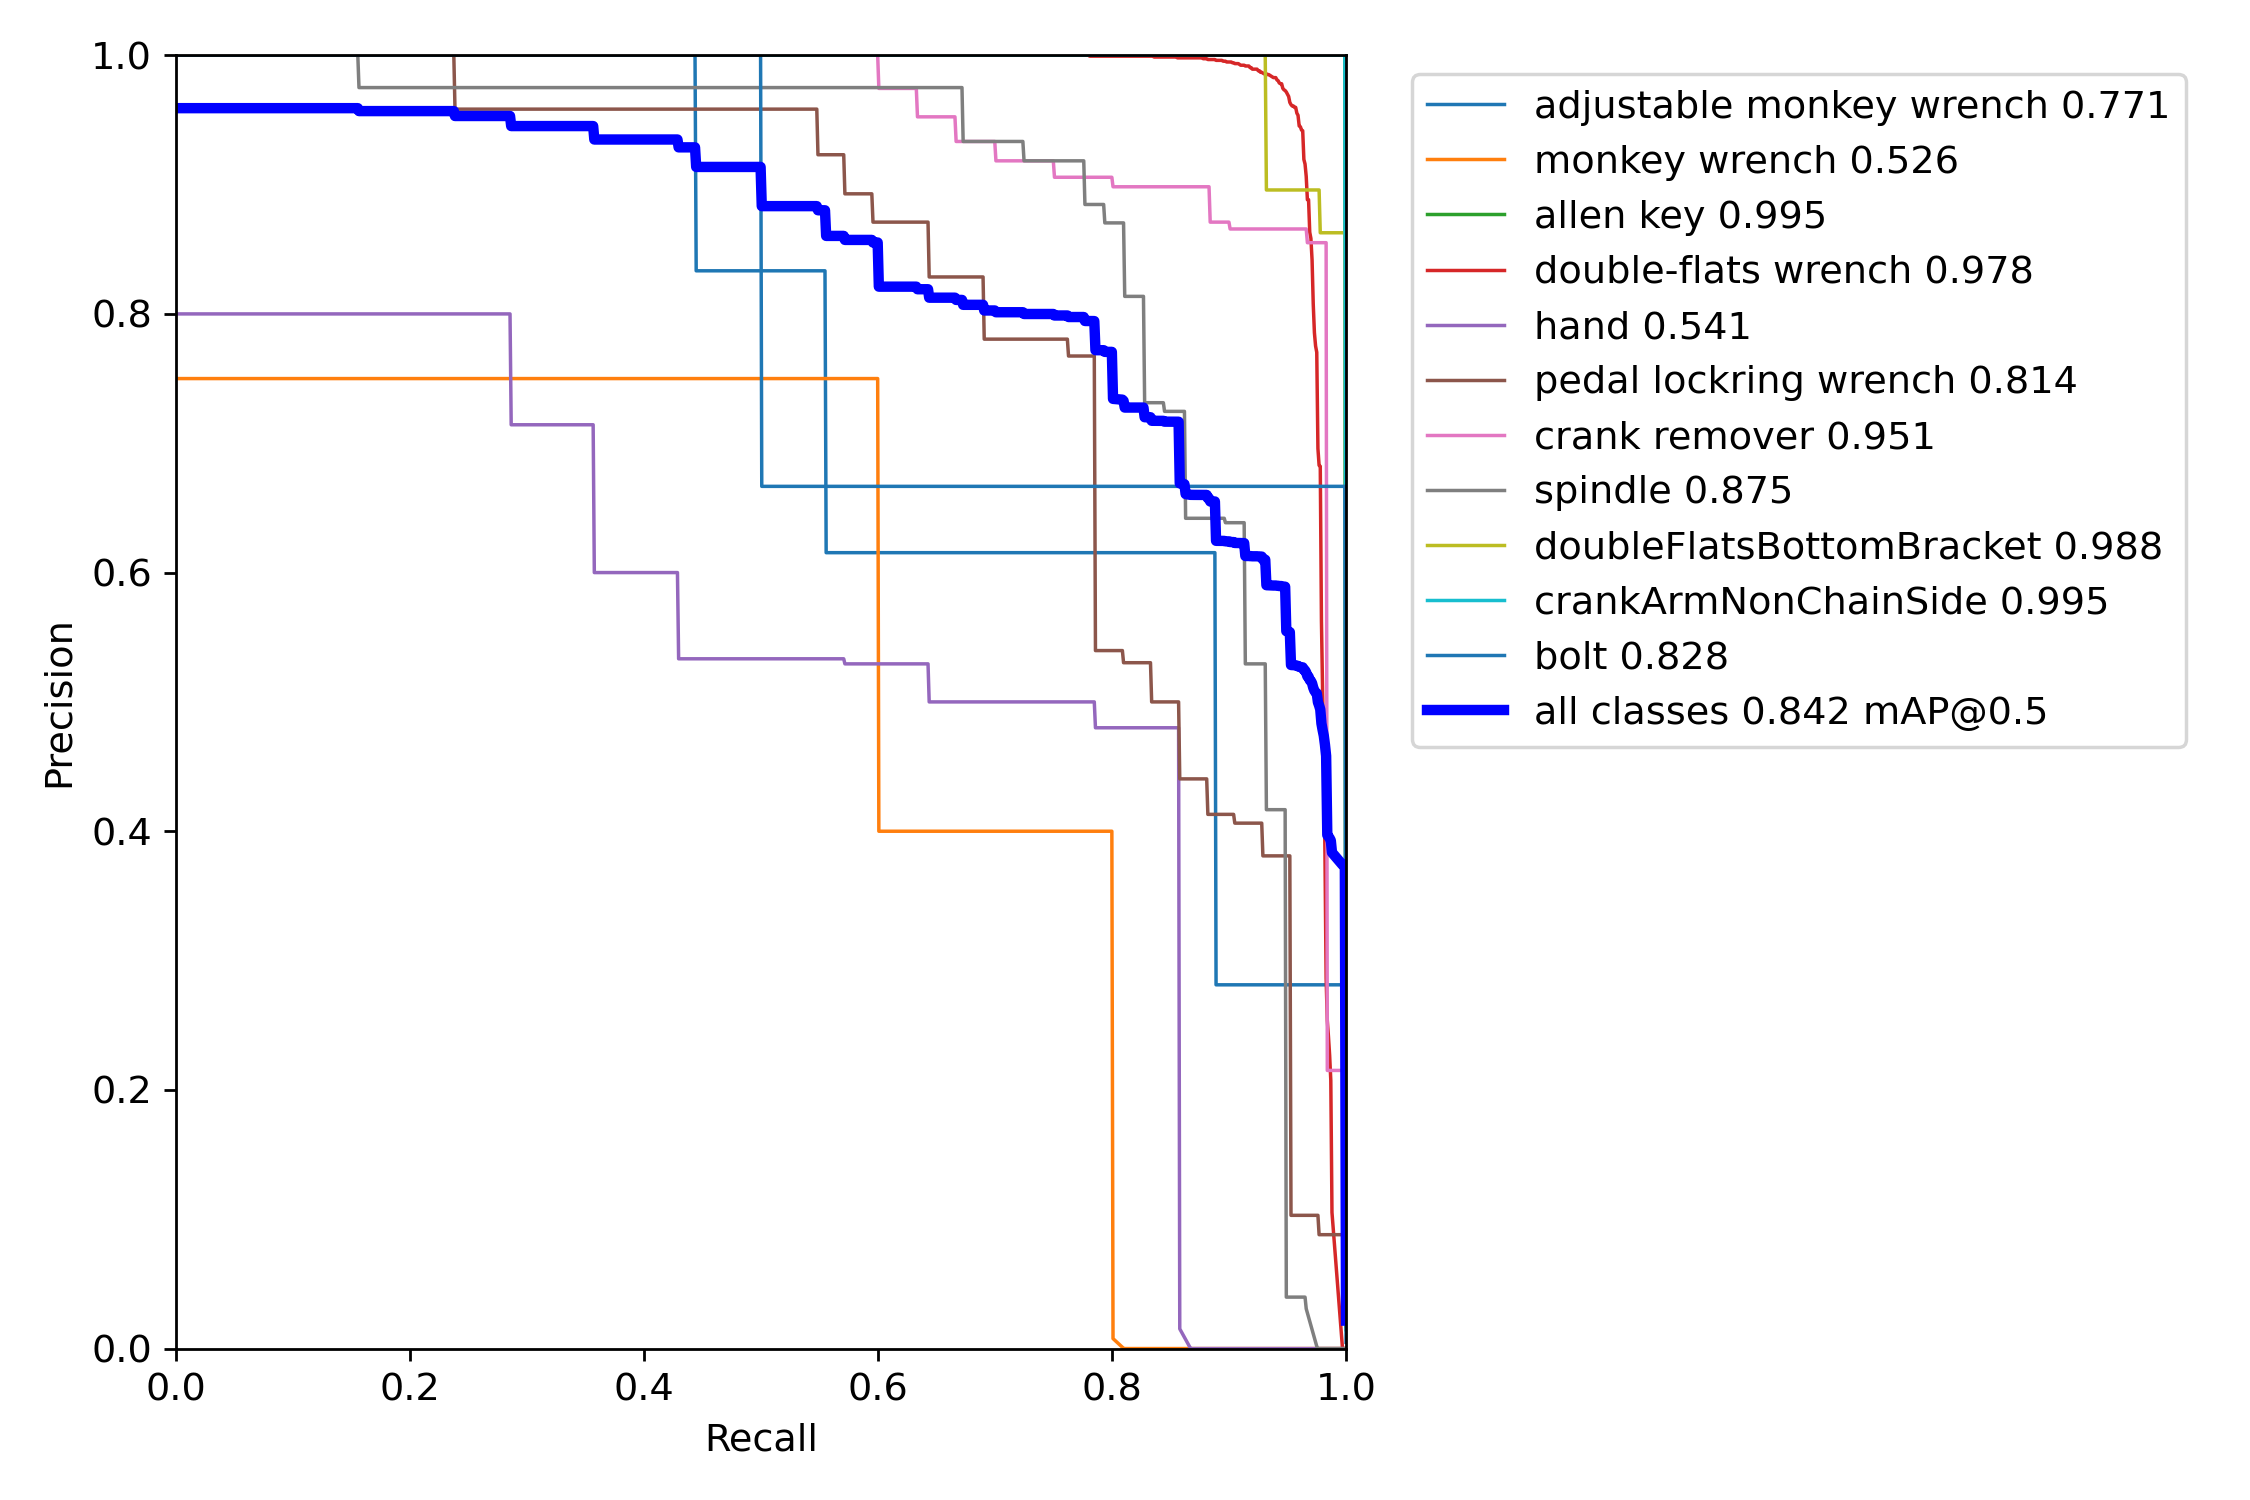 1.0
0.8
0.6
0.4
0.2
0.0
Precision
0.0 0.2 0.4 0.6 0.8 1.0
Recall
adjustable monkey wrench 0.771
monkey wrench 0.526
allen key 0.995
double-flats wrench 0.978
hand 0.541
pedal lockring wrench 0.814
crank remover 0.951
spindle 0.875
doubleFlatsBottomBracket 0.988
crankArmNonChainSide 0.995
bolt 0.828
all classes 0.842 mAP@0.5